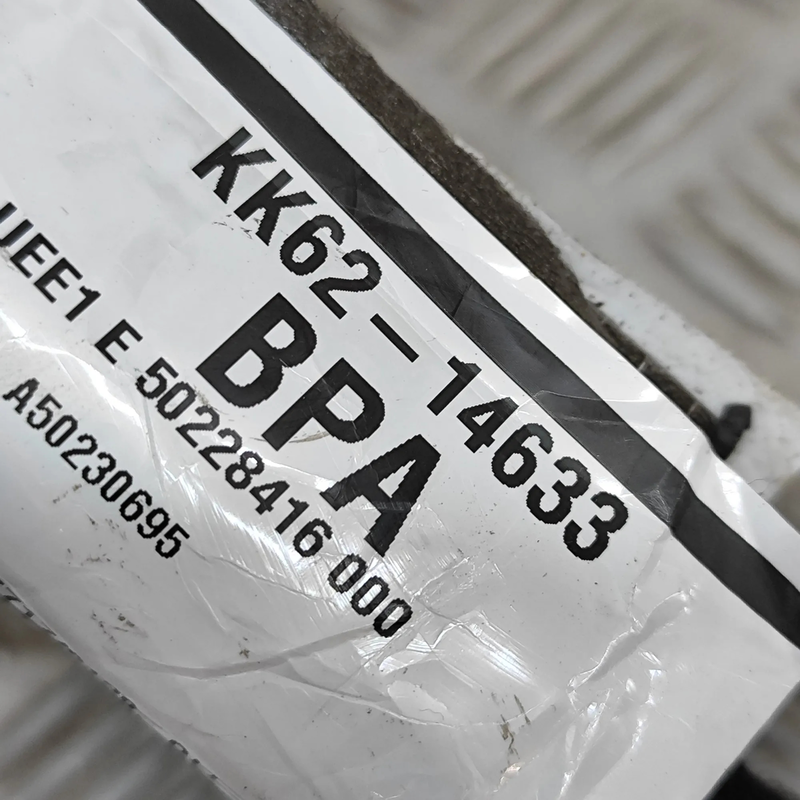 KK62-14633
BPA
UEE1 E 50228416 000
A50230695